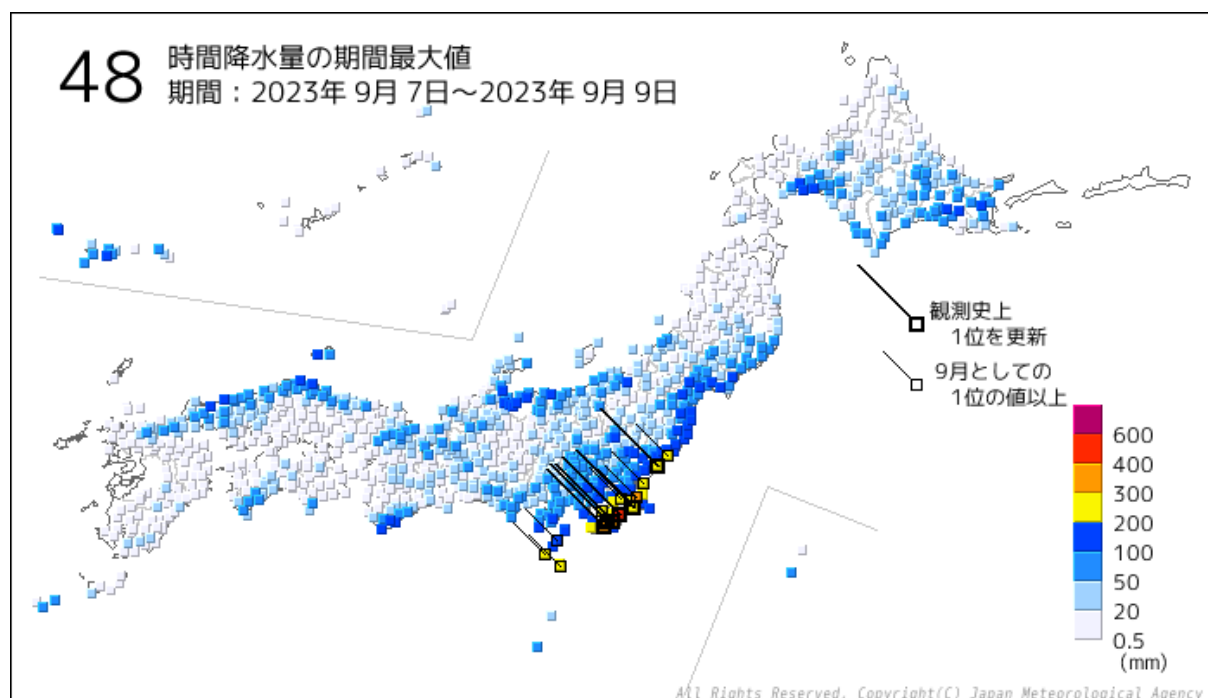 48
時間降水量の期間最大値
期間：2023年 9月 7日～2023年 9月 9日
観測史上
1位を更新
9月としての
1位の値以上
600
400
300
200
100
50
20
0.5
(mm)
All Rights Reserved. Copyright(C) Japan Meteorological Agency